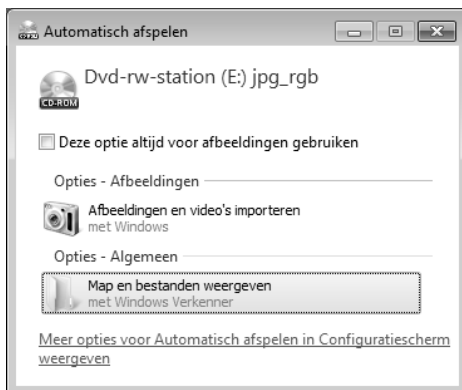 Automatisch afspelen
Dvd-rw-station (E:) jpg_rgb
CD-ROM
Deze optie altijd voor afbeeldingen gebruiken
Opties - Afbeeldingen
Afbeeldingen en video's importeren
met Windows
Opties - Algemeen
Map en bestanden weergeven
met Windows Verkenner
Meer opties voor Automatisch afspelen in Configuratiescherm
weergeven